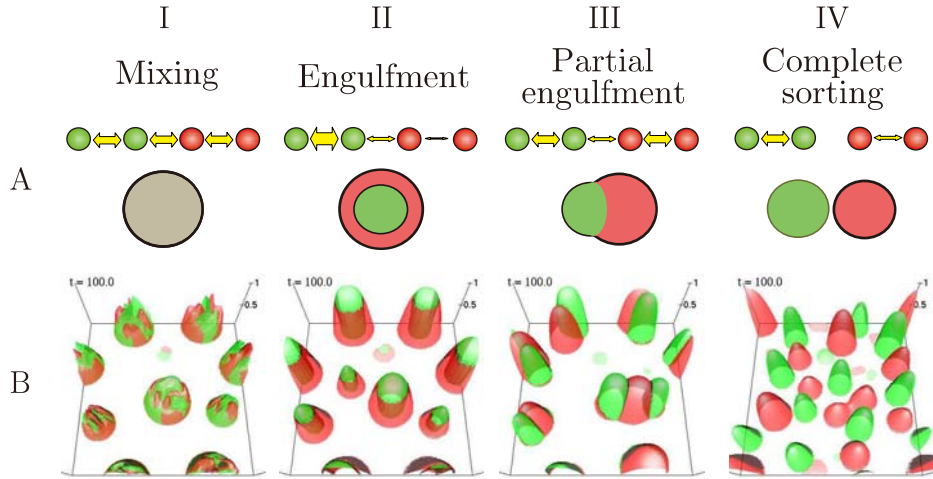 I
II
III
IV
Mixing
Engulfment
Partial
engulfment
Complete
sorting
A
B
t = 100.0
1
0.5
t = 100.0
1
0.5
t = 100.0
1
0.5
t = 100.0
1
0.5